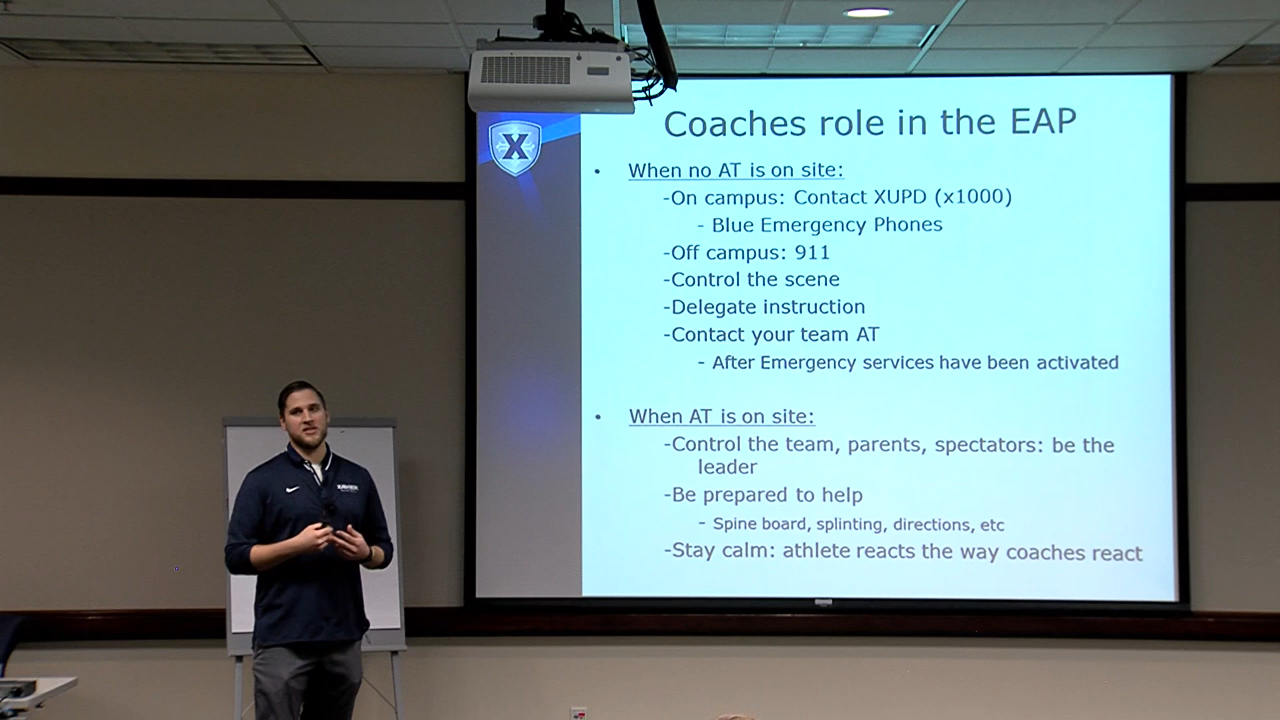 Coaches role in the EAP
X
• When no AT is on site:
-On campus: Contact XUPD (x1000)
- Blue Emergency Phones
-Off campus: 911
-Control the scene
-Delegate instruction
-Contact your team AT
- After Emergency services have been activated
• When AT is on site:
-Control the team, parents, spectators: be the
leader
-Be prepared to help
- Spine board, splinting, directions, etc
-Stay calm: athlete reacts the way coaches react
XAVIER